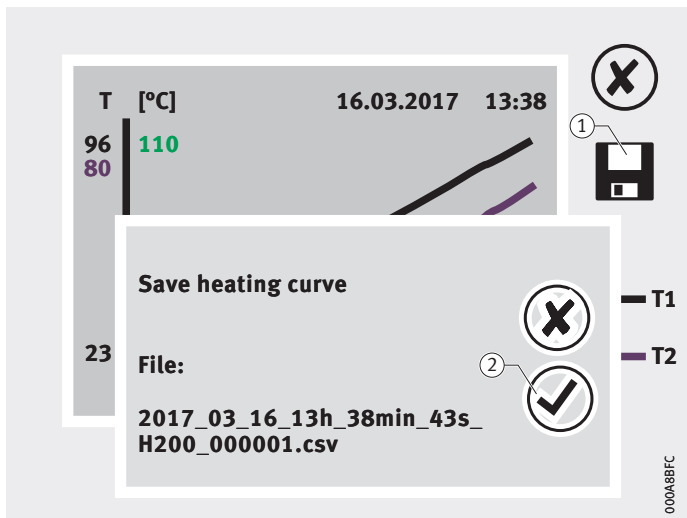 T [°C] 16.03.2017 13:38
1
96 110
80
Save heating curve
T1
23
T2
File:
2
2017_03_16_13h_38min_43s_
H200_000001.csv
000A8BFC